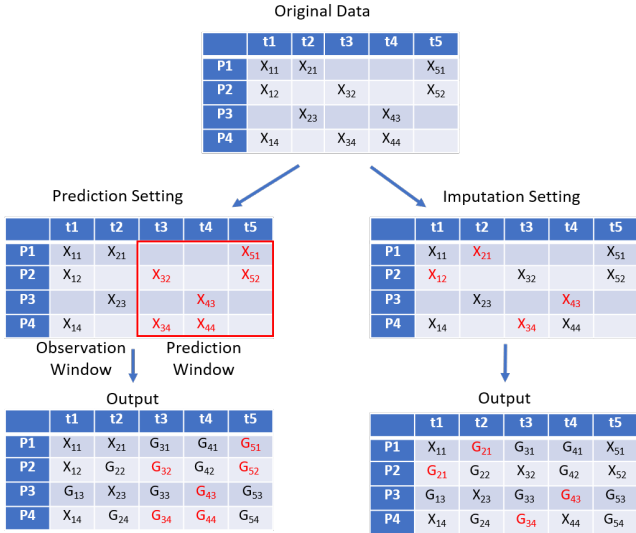 Original Data
t1 t2 t3 t4 t5
P1 X11 X21 X51
P2 X12 X32 X52
P3 X23 X43
P4 X14 X34 X44
Prediction Setting
t1 t2 t3 t4 t5
P1 X11 X21 X51
P2 X12 X32 X52
P3 X23 X43
P4 X14 X34 X44
Observation Window
Prediction Window
Output
t1 t2 t3 t4 t5
P1 X11 X21 G31 G41 G51
P2 X12 G22 G32 G42 G52
P3 G13 X23 G33 G43 G53
P4 X14 G24 G34 G44 G54
Imputation Setting
t1 t2 t3 t4 t5
P1 X11 X21 X51
P2 X12 X32 X52
P3 X23 X43
P4 X14 X34 X44
Output
t1 t2 t3 t4 t5
P1 X11 G21 G31 G41 X51
P2 G21 G22 X32 G42 X52
P3 G13 X23 G33 G43 G53
P4 X14 G24 G34 X44 G54